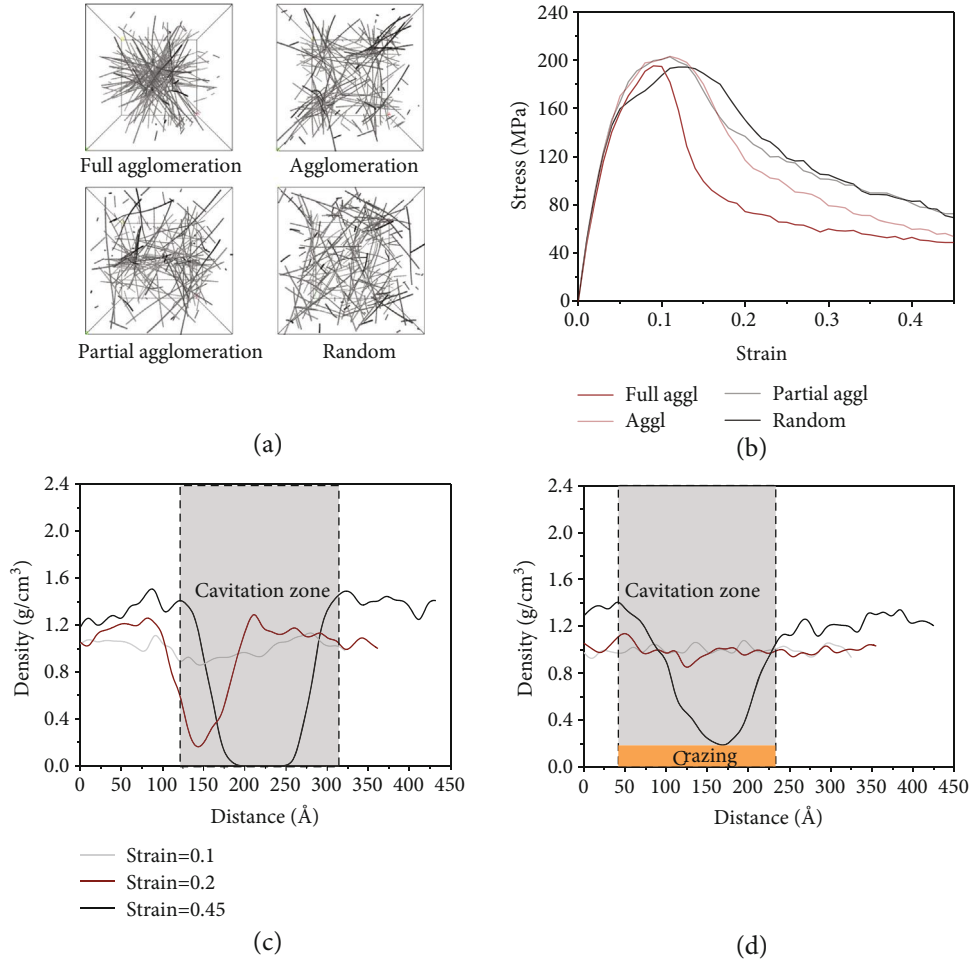 Full agglomeration
Agglomeration
Partial agglomeration
Random
(a)
Stress (MPa)
240
200
160
120
80
40
0
0.0 0.1 0.2 0.3 0.4
Strain
Full aggl
Partial aggl
Aggl
Random
(b)
Density (g/cm³)
2.4
2.0
1.6
1.2
0.8
0.4
0.0
Cavitation zone
0 50 100 150 200 250 300 350 400 450
Distance (Å)
Strain=0.1
Strain=0.2
Strain=0.45
(c)
Density (g/cm³)
2.4
2.0
1.6
1.2
0.8
0.4
0.0
Cavitation zone
Crazing
0 50 100 150 200 250 300 350 400 450
Distance (Å)
(d)